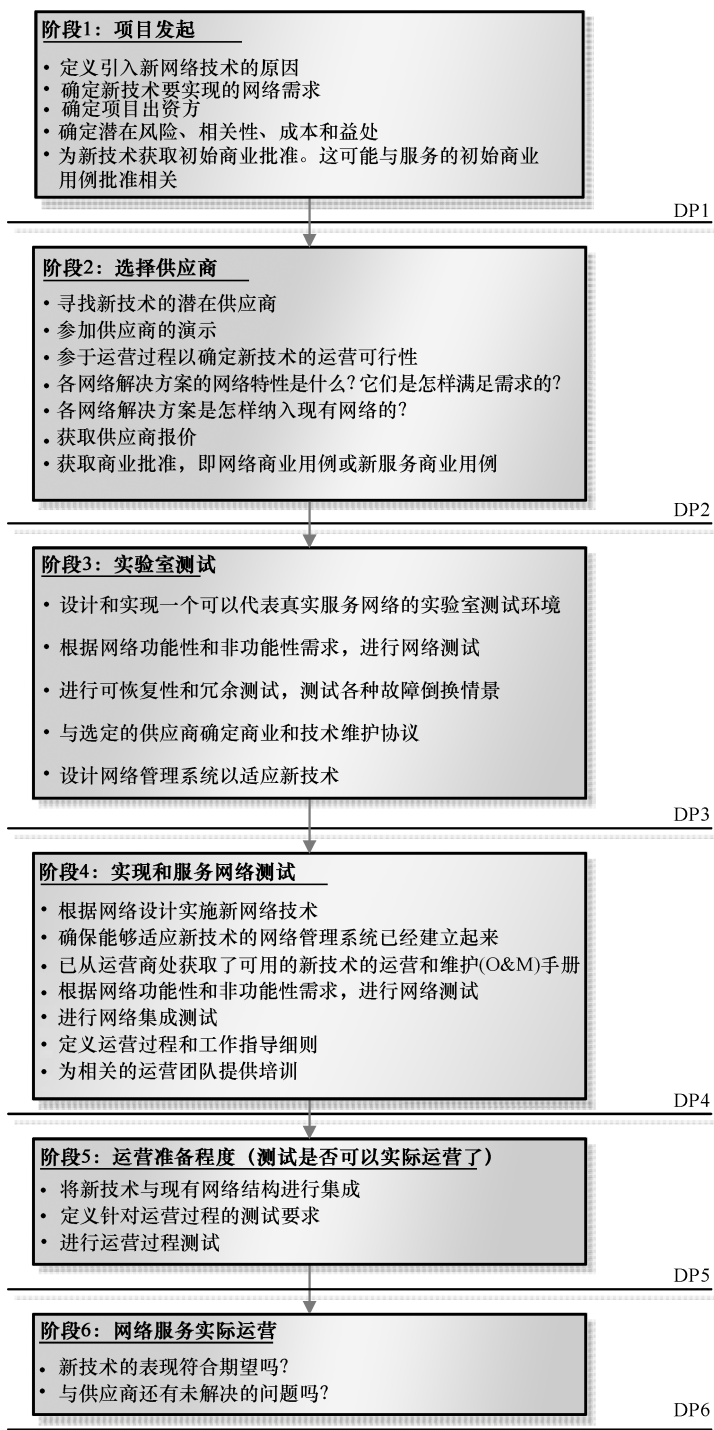 阶段1：项目发起
• 定义引入新网络技术的原因
• 确定新技术要实现的网络需求
• 确定项目出资方
• 确定潜在风险、相关性、成本和益处
• 为新技术获取初始商业批准。这可能与服务的初始商业
用例批准相关
DP1
阶段2：选择供应商
• 寻找新技术的潜在供应商
• 参加供应商的演示
• 参于运营过程以确定新技术的运营可行性
• 各网络解决方案的网络特性是什么？它们是怎样满足需求的？
• 各网络解决方案是怎样纳入现有网络的？
• 获取供应商报价
• 获取商业批准，即网络商业用例或新服务商业用例
DP2
阶段3：实验室测试
• 设计和实现一个可以代表真实服务网络的实验室测试环境
• 根据网络功能性和非功能性需求，进行网络测试
• 进行可恢复性和冗余测试，测试各种故障倒换情景
• 与选定的供应商确定商业和技术维护协议
• 设计网络管理系统以适应新技术
DP3
阶段4：实现和服务网络测试
• 根据网络设计实施新网络技术
• 确保能够适应新技术的网络管理系统已经建立起来
• 已从运营商处获取了可用的新技术的运营和维护(O&M)手册
• 根据网络功能性和非功能性需求，进行网络测试
• 进行网络集成测试
• 定义运营过程和工作指导细则
• 为相关的运营团队提供培训
DP4
阶段5：运营准备程度（测试是否可以实际运营了）
• 将新技术与现有网络结构进行集成
• 定义针对运营过程的测试要求
• 进行运营过程测试
DP5
阶段6：网络服务实际运营
• 新技术的表现符合期望吗？
• 与供应商还有未解决的问题吗？
DP6